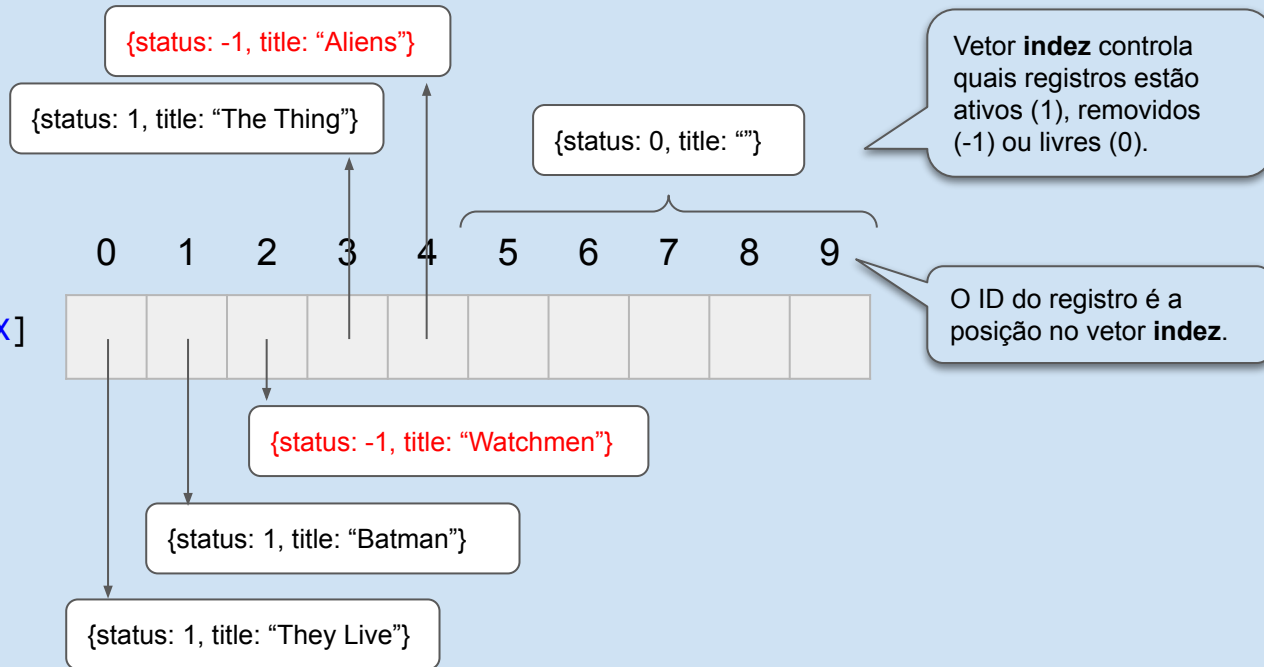 {status: -1, title: “Aliens”}
Vetor indez controla
quais registros estão
ativos (1), removidos
(-1) ou livres (0).
{status: 1, title: “The Thing”}
{status: 0, title: “”}
0 1 2 3 4 5 6 7 8 9
O ID do registro é a
posição no vetor indez.
X]
{status: -1, title: “Watchmen”}
{status: 1, title: “Batman”}
{status: 1, title: “They Live”}